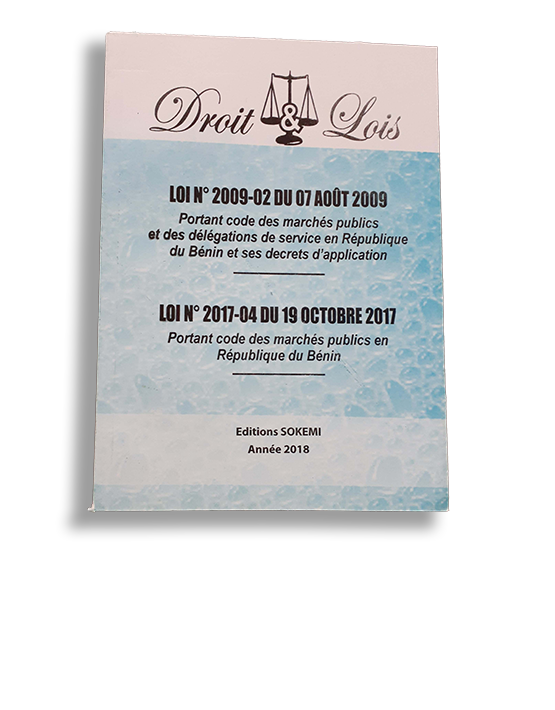 Droit & Lois
LOI N° 2009-02 DU 07 AOÛT 2009
Portant code des marchés publics
et des délégations de service en République
du Bénin et ses decrets d'application
LOI N° 2017-04 DU 19 OCTOBRE 2017
Portant code des marchés publics en
République du Bénin
Editions SOKEMI
Année 2018